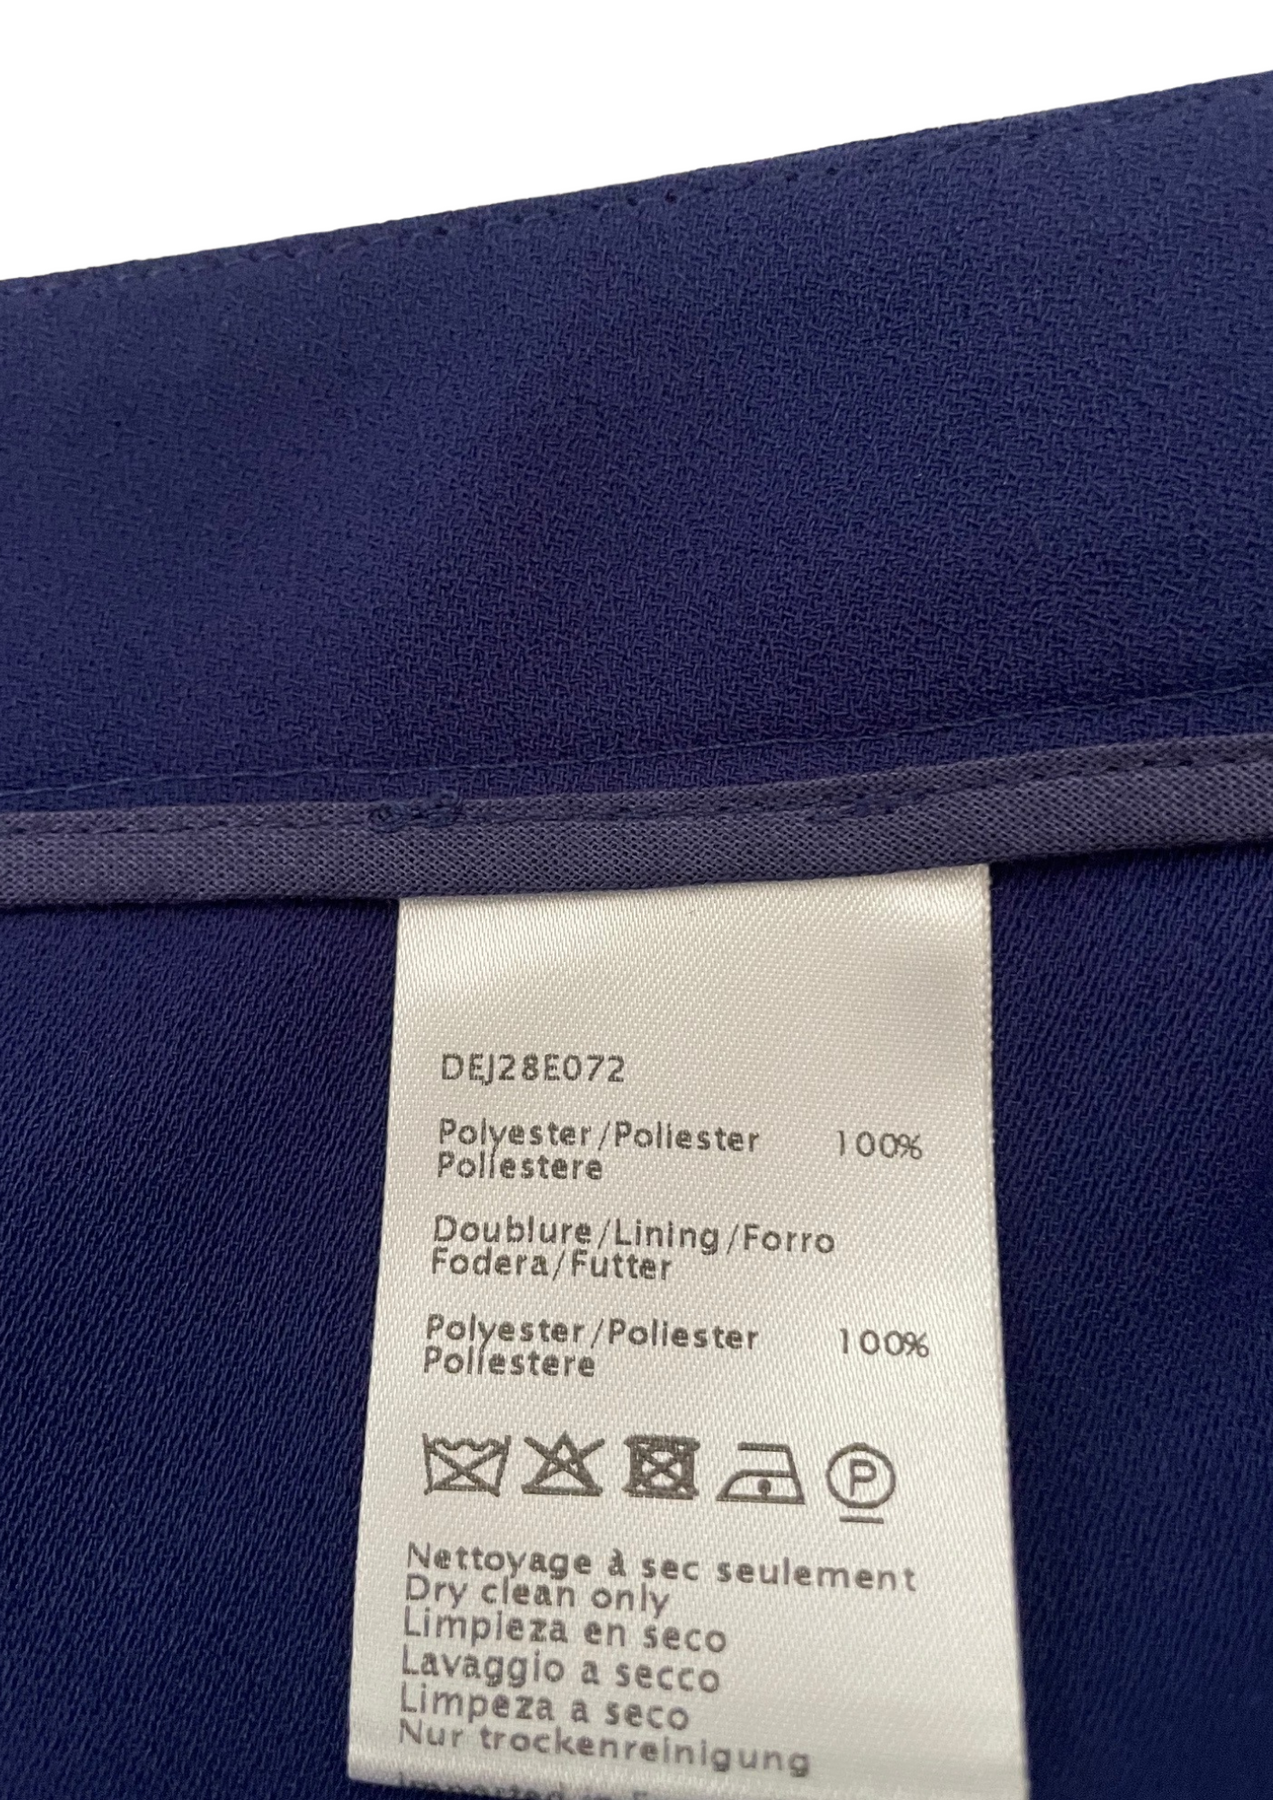 DEJ28E072
Polyester/Poliester 100%
Poliestere
Doublure/Lining/Forro
Fodera/Futter
Polyester/Poliester 100%
Poliestere
P
Nettoyage à sec seulement
Dry clean only
Limpieza en seco
Lavaggio a secco
Limpeza a seco
Nur trockenreinigung